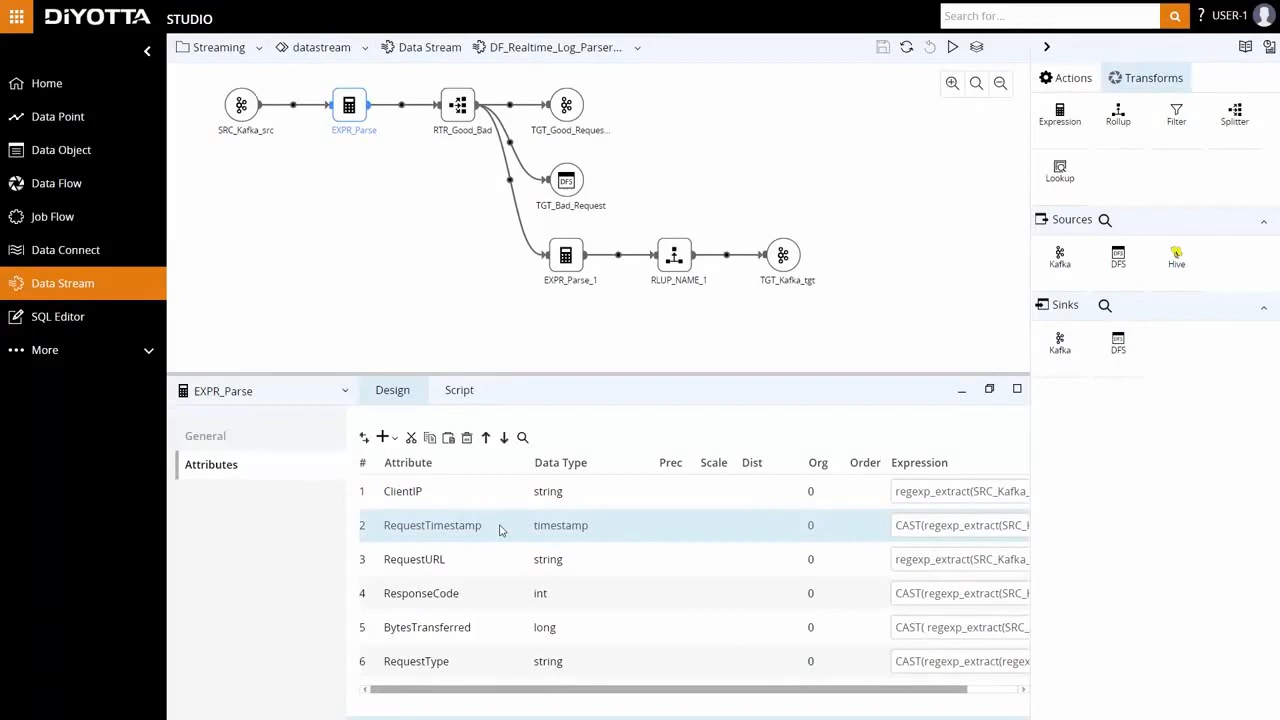 DiYOTTA STUDIO
Search for...
? USER-1
Home
Data Point
Data Object
Data Flow
Job Flow
Data Connect
Data Stream
SQL Editor
More
Streaming datastream Data Stream DF_Realtime_Log_Parser...
SRC_Kafka_src
EXPR_Parse
RTR_Good_Bad
TGT_Good_Reques...
DFS
TGT_Bad_Request
EXPR_Parse_1
RLUP_NAME_1
TGT_Kafka_tgt
Actions Transforms
Expression Rollup Filter Splitter
Lookup
Sources
DFS
Kafka DFS Hive
Sinks
DFS
Kafka DFS
EXPR_Parse Design Script
General
Attributes
# Attribute Data Type Prec Scale Dist Org Order Expression
1 ClientIP string 0 regexp_extract(SRC_Kafka_
2 RequestTimestamp timestamp 0 CAST(regexp_extract(SRC_
3 RequestURL string 0 regexp_extract(SRC_Kafka_
4 ResponseCode int 0 CAST(regexp_extract(SRC_
5 BytesTransferred long 0 CAST( regexp_extract(SRC_
6 RequestType string 0 CAST(regexp_extract(regex